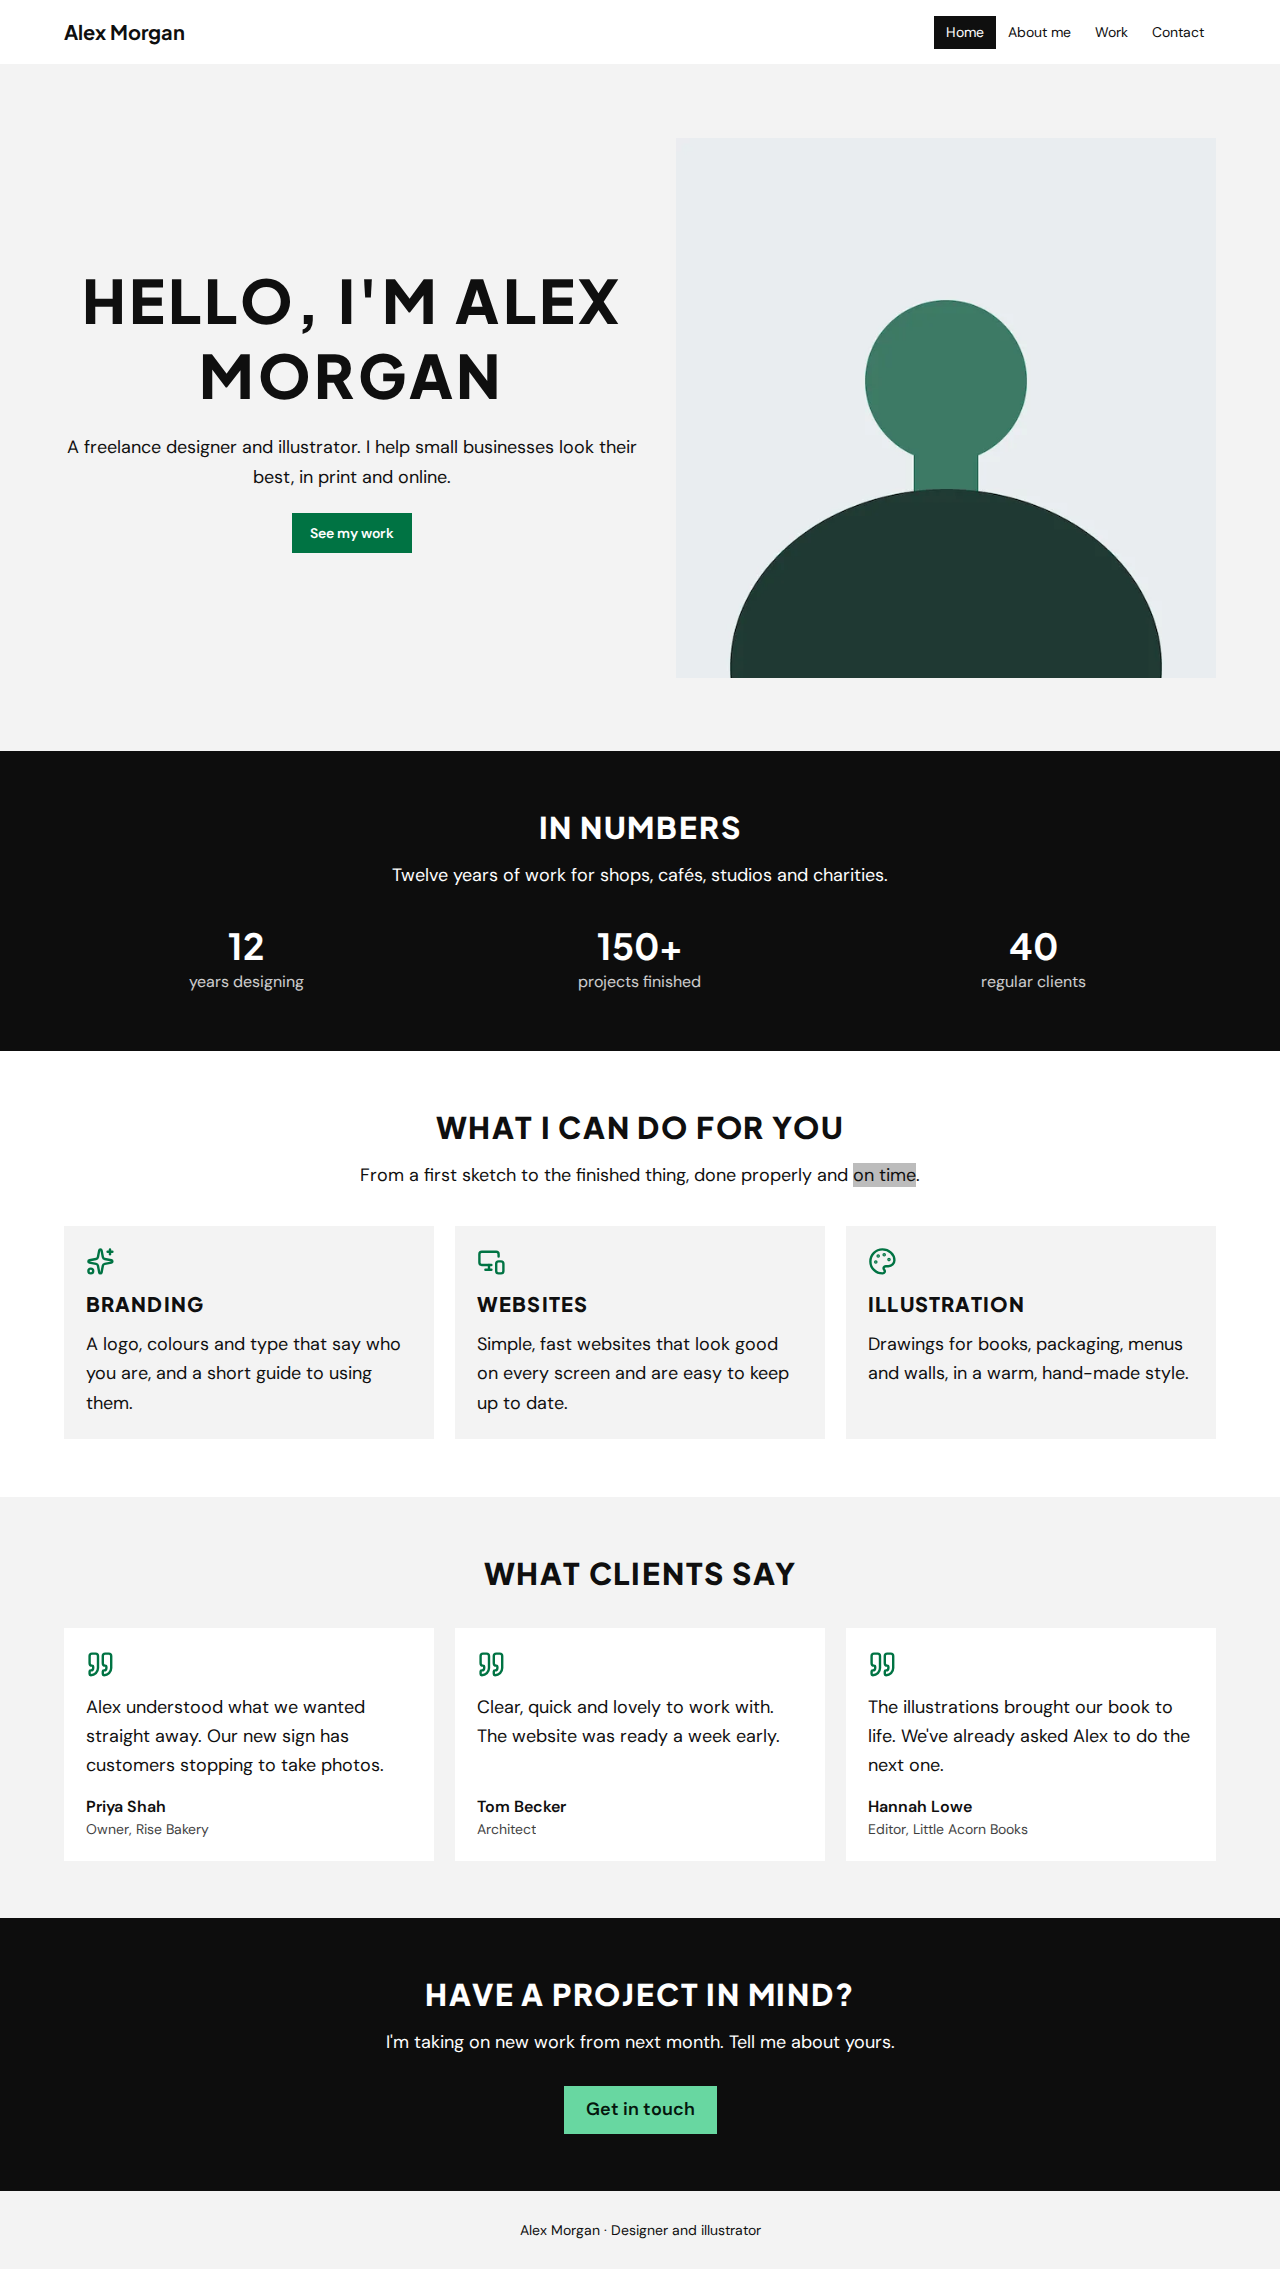 Alex Morgan
Home About me Work Contact
HELLO, I'M ALEX
MORGAN
A freelance designer and illustrator. I help small businesses look their
best, in print and online.
See my work
IN NUMBERS
Twelve years of work for shops, cafés, studios and charities.
12
years designing
150+
projects finished
40
regular clients
WHAT I CAN DO FOR YOU
From a first sketch to the finished thing, done properly and on time.
BRANDING
A logo, colours and type that say who
you are, and a short guide to using
them.
WEBSITES
Simple, fast websites that look good
on every screen and are easy to keep
up to date.
ILLUSTRATION
Drawings for books, packaging, menus
and walls, in a warm, hand-made style.
WHAT CLIENTS SAY
Alex understood what we wanted
straight away. Our new sign has
customers stopping to take photos.
Priya Shah
Owner, Rise Bakery
Clear, quick and lovely to work with.
The website was ready a week early.
Tom Becker
Architect
The illustrations brought our book to
life. We've already asked Alex to do the
next one.
Hannah Lowe
Editor, Little Acorn Books
HAVE A PROJECT IN MIND?
I'm taking on new work from next month. Tell me about yours.
Get in touch
Alex Morgan · Designer and illustrator